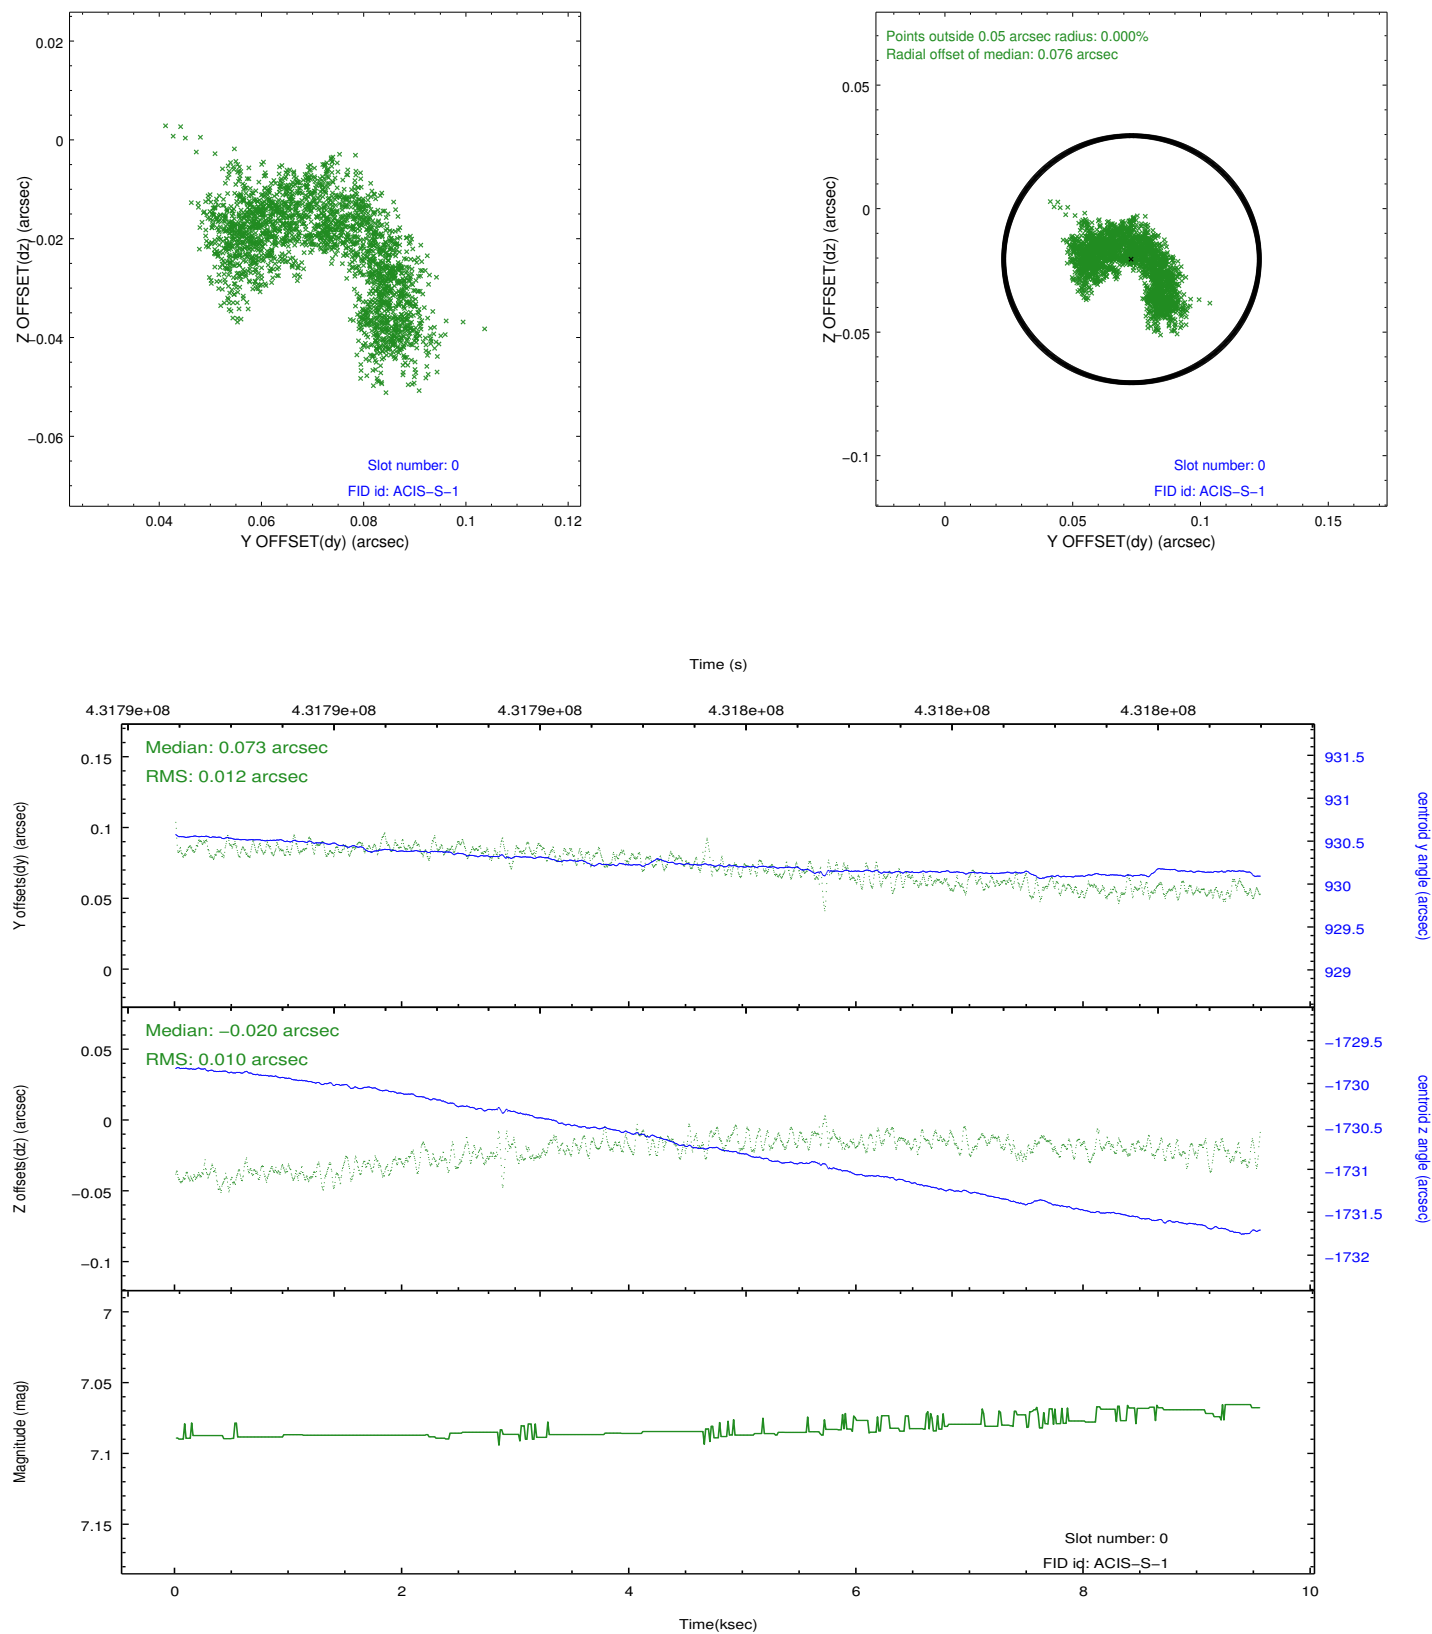 0.02
0
−0.02
−0.04
−0.06
Z OFFSET(dz) (arcsec)
Slot number: 0
FID id: ACIS−S−1
0.04 0.06 0.08 0.1 0.12
Y OFFSET(dy) (arcsec)
Points outside 0.05 arcsec radius: 0.000%
Radial offset of median: 0.076 arcsec
0.05
0
−0.05
−0.1
Z OFFSET(dz) (arcsec)
Slot number: 0
FID id: ACIS−S−1
0 0.05 0.1 0.15
Y OFFSET(dy) (arcsec)
Time (s)
4.3179e+08 4.3179e+08 4.3179e+08 4.318e+08 4.318e+08 4.318e+08
Median: 0.073 arcsec
RMS: 0.012 arcsec
0.15
0.1
0.05
0
Y offsets(dy) (arcsec)
931.5
931
930.5
930
929.5
929
centroid y angle (arcsec)
Median: −0.020 arcsec
RMS: 0.010 arcsec
0.05
0
−0.05
−0.1
Z offsets(dz) (arcsec)
−1729.5
−1730
−1730.5
−1731
−1731.5
−1732
centroid z angle (arcsec)
7
7.05
7.1
7.15
Magnitude (mag)
Slot number: 0
FID id: ACIS−S−1
0 2 4 6 8 10
Time(ksec)